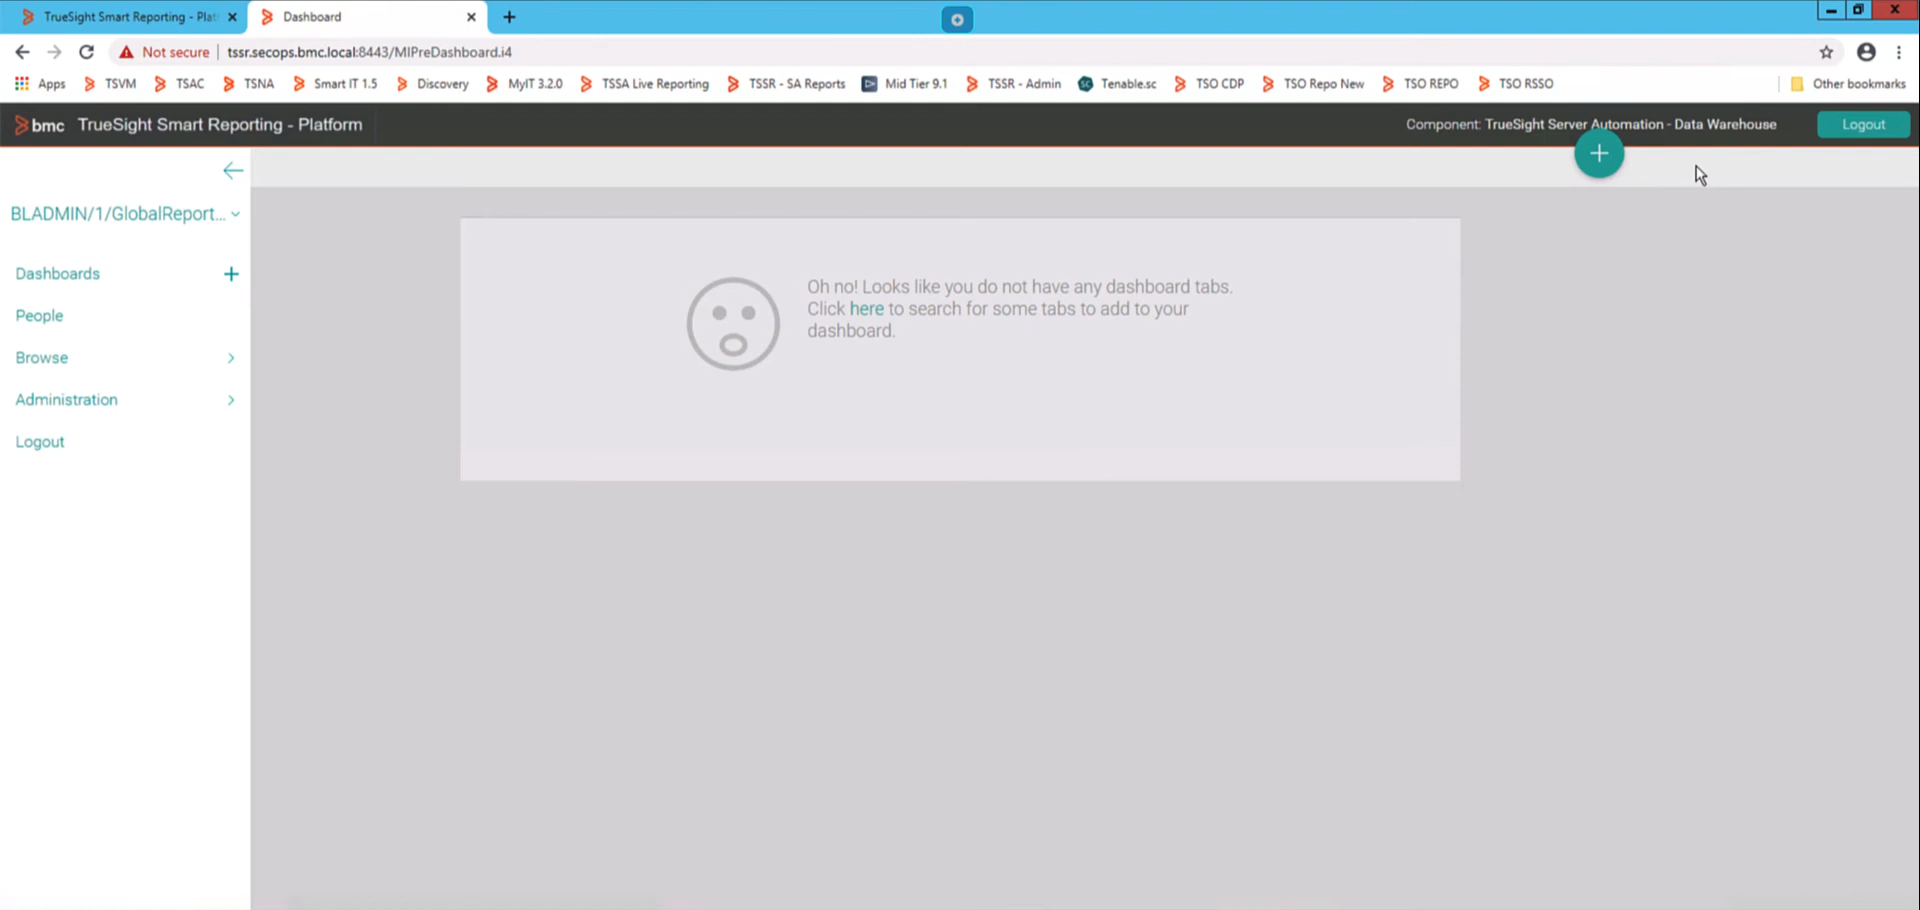 TrueSight Smart Reporting - Plat
Dashboard
Not secure
tssr.secops.bmc.local:8443/MIPreDashboard.i4
Apps
TSVM
TSAC
TSNA
Smart IT 1.5
Discovery
MyIT 3.2.0
TSSA Live Reporting
TSSR - SA Reports
Mid Tier 9.1
TSSR - Admin
Tenable.sc
TSO CDP
TSO Repo New
TSO REPO
TSO RSSO
Other bookmarks
bmc TrueSight Smart Reporting - Platform
Component: TrueSight Server Automation - Data Warehouse
Logout
BLADMIN/1/GlobalReport...
Dashboards
People
Browse
Administration
Logout
Oh no! Looks like you do not have any dashboard tabs.
Click here to search for some tabs to add to your
dashboard.